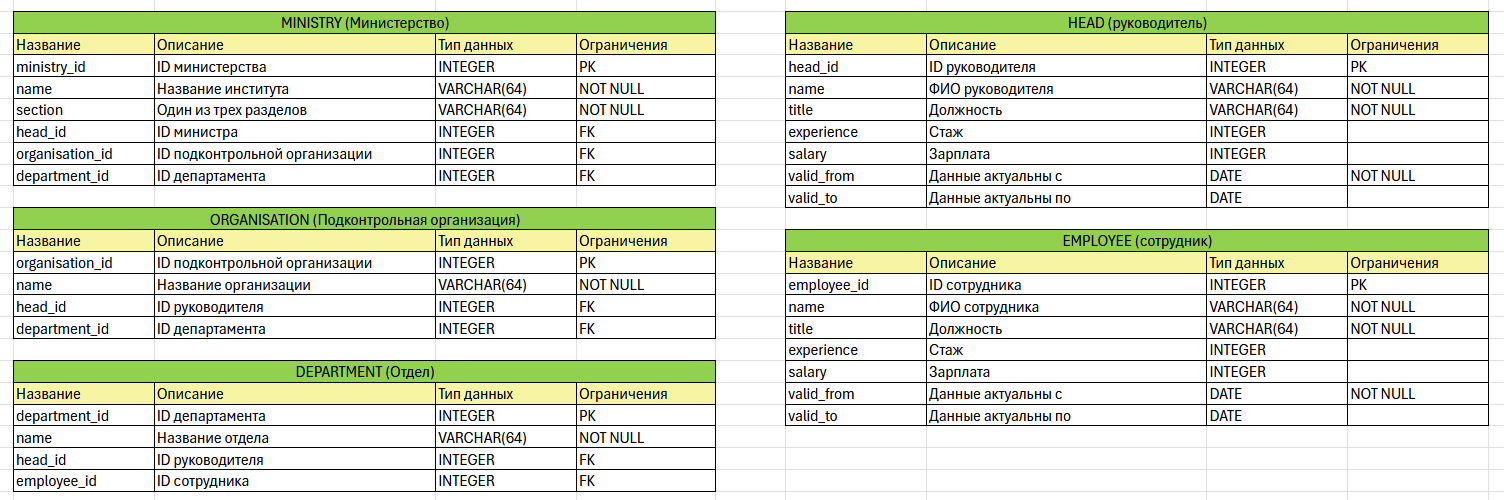 MINISTRY (Министерство)
Название Описание Тип данных Ограничения
ministry_id ID министерства INTEGER PK
name Название института VARCHAR(64) NOT NULL
section Один из трех разделов VARCHAR(64) NOT NULL
head_id ID министра INTEGER FK
organisation_id ID подконтрольной организации INTEGER FK
department_id ID департамента INTEGER FK
ORGANISATION (Подконтрольная организация)
Название Описание Тип данных Ограничения
organisation_id ID подконтрольной организации INTEGER PK
name Название организации VARCHAR(64) NOT NULL
head_id ID руководителя INTEGER FK
department_id ID департамента INTEGER FK
DEPARTMENT (Отдел)
Название Описание Тип данных Ограничения
department_id ID департамента INTEGER PK
name Название отдела VARCHAR(64) NOT NULL
head_id ID руководителя INTEGER FK
employee_id ID сотрудника INTEGER FK
HEAD (руководитель)
Название Описание Тип данных Ограничения
head_id ID руководителя INTEGER PK
name ФИО руководителя VARCHAR(64) NOT NULL
title Должность VARCHAR(64) NOT NULL
experience Стаж INTEGER
salary Зарплата INTEGER
valid_from Данные актуальны с DATE NOT NULL
valid_to Данные актуальны по DATE
EMPLOYEE (сотрудник)
Название Описание Тип данных Ограничения
employee_id ID сотрудника INTEGER PK
name ФИО сотрудника VARCHAR(64) NOT NULL
title Должность VARCHAR(64) NOT NULL
experience Стаж INTEGER
salary Зарплата INTEGER
valid_from Данные актуальны с DATE NOT NULL
valid_to Данные актуальны по DATE